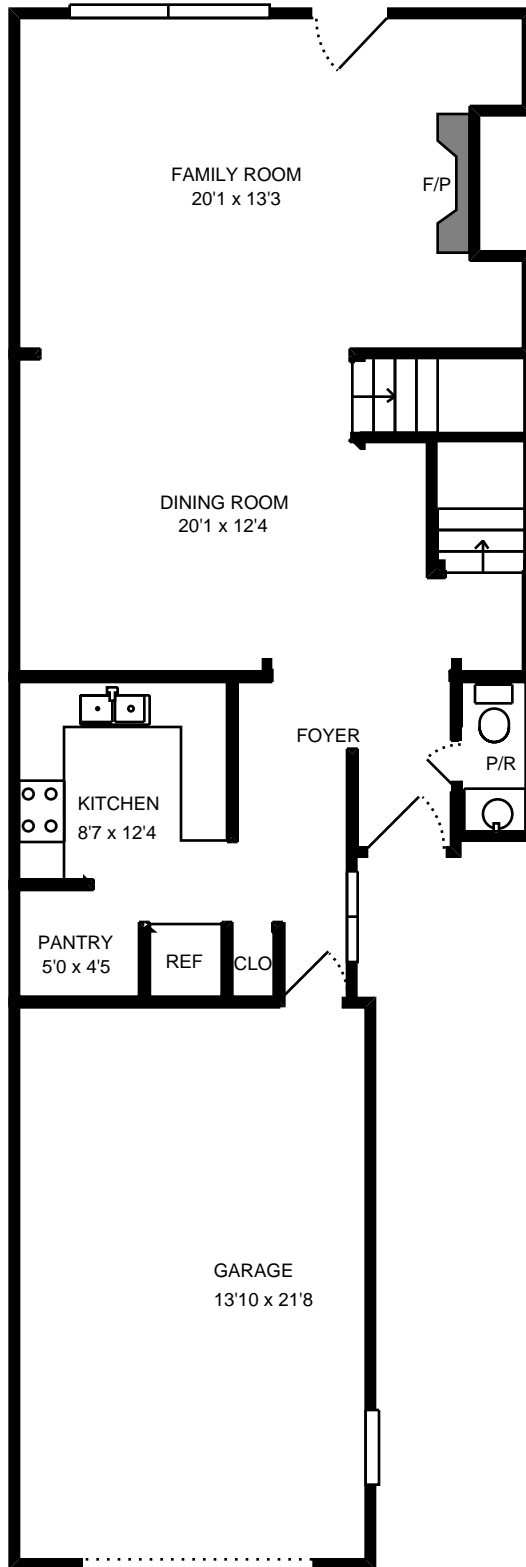 FAMILY ROOM
20'1 x 13'3
F/P
DINING ROOM
20'1 x 12'4
FOYER
P/R
KITCHEN
8'7 x 12'4
PANTRY
5'0 x 4'5
REF
CLO
GARAGE
13'10 x 21'8